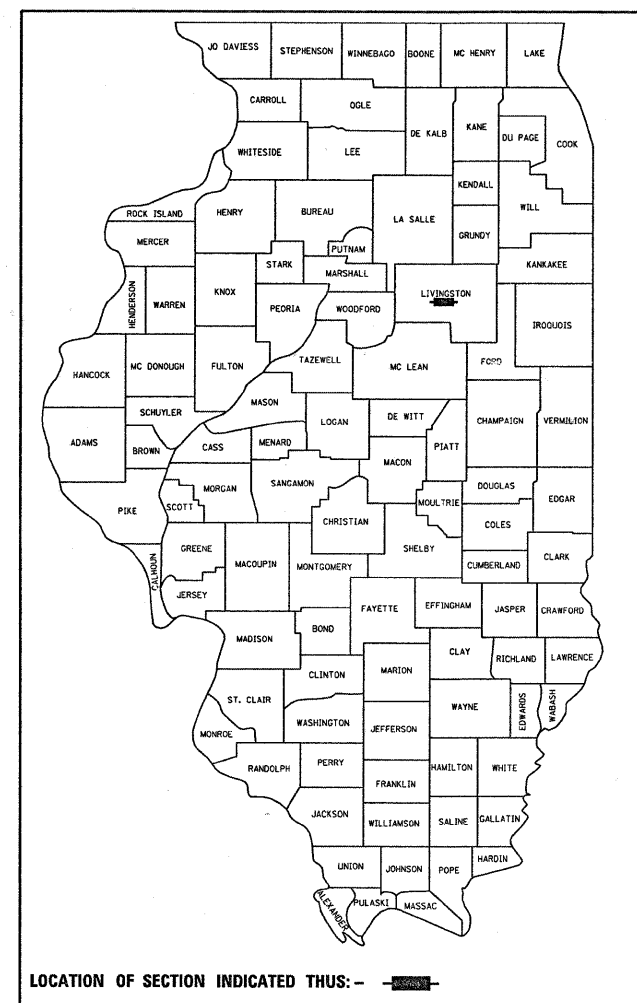 JO DAVIESS STEPHENSON WINNEBAGO BOONE MC HENRY LAKE
CARROLL OGLE DE KALB KANE DU PAGE COOK
WHITESIDE LEE
KENDALL WILL
ROCK ISLAND HENRY BUREAU LA SALLE
MERCER PUTNAM GRUNDY
STARK MARSHALL KANKAKEE
HENDERSON WARREN KNOX PEORIA WOODFORD LIVINGSTON IROQUOIS
HANCOCK MC DONOUGH FULTON TAZEWELL MC LEAN FORD
SCHUYLER MASON LOGAN DE WITT CHAMPAIGN VERMILION
ADAMS BROWN CASS MENARD PIATT
MACON
MORGAN SANGAMON DOUGLAS EDGAR
PIKE SCOTT CHRISTIAN MOULTRIE COLES
GREENE MACOUPIN MONTGOMERY SHELBY
CALHOUN CUMBERLAND CLARK
JERSEY FAYETTE EFFINGHAM JASPER CRAWFORD
MADISON BOND
CLAY RICHLAND LAWRENCE
CLINTON MARION
ST. CLAIR WAYNE EDWARDS WABASH
WASHINGTON JEFFERSON
MONROE
RANDOLPH PERRY HAMILTON WHITE
FRANKLIN
JACKSON WILLIAMSON SALINE GALLATIN
UNION JOHNSON POPE HARDIN
ALEXANDER PULASKI MASSAC
LOCATION OF SECTION INDICATED THUS: -